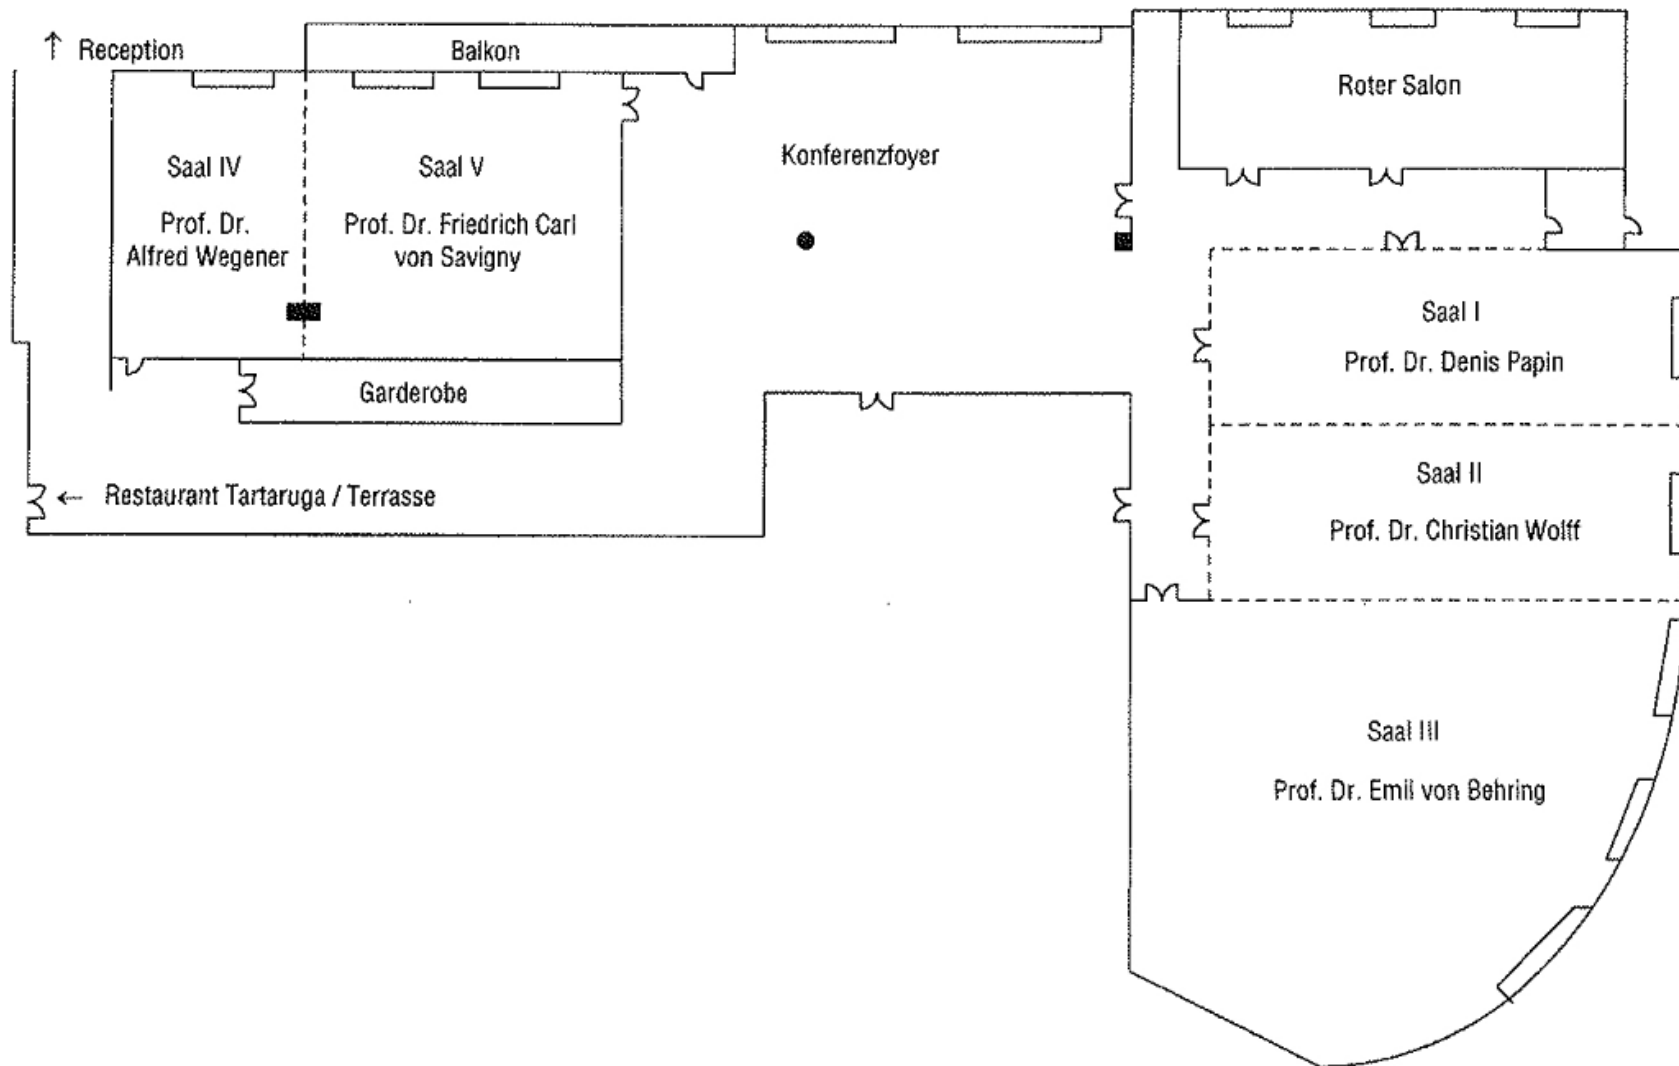 ↑ Reception
Balkon
Roter Salon
Saal IV
Prof. Dr.
Alfred Wegener
Saal V
Prof. Dr. Friedrich Carl
von Savigny
Konferenzfoyer
Garderobe
← Restaurant Tartaruga / Terrasse
Saal I
Prof. Dr. Denis Papin
Saal II
Prof. Dr. Christian Wolff
Saal III
Prof. Dr. Emil von Behring